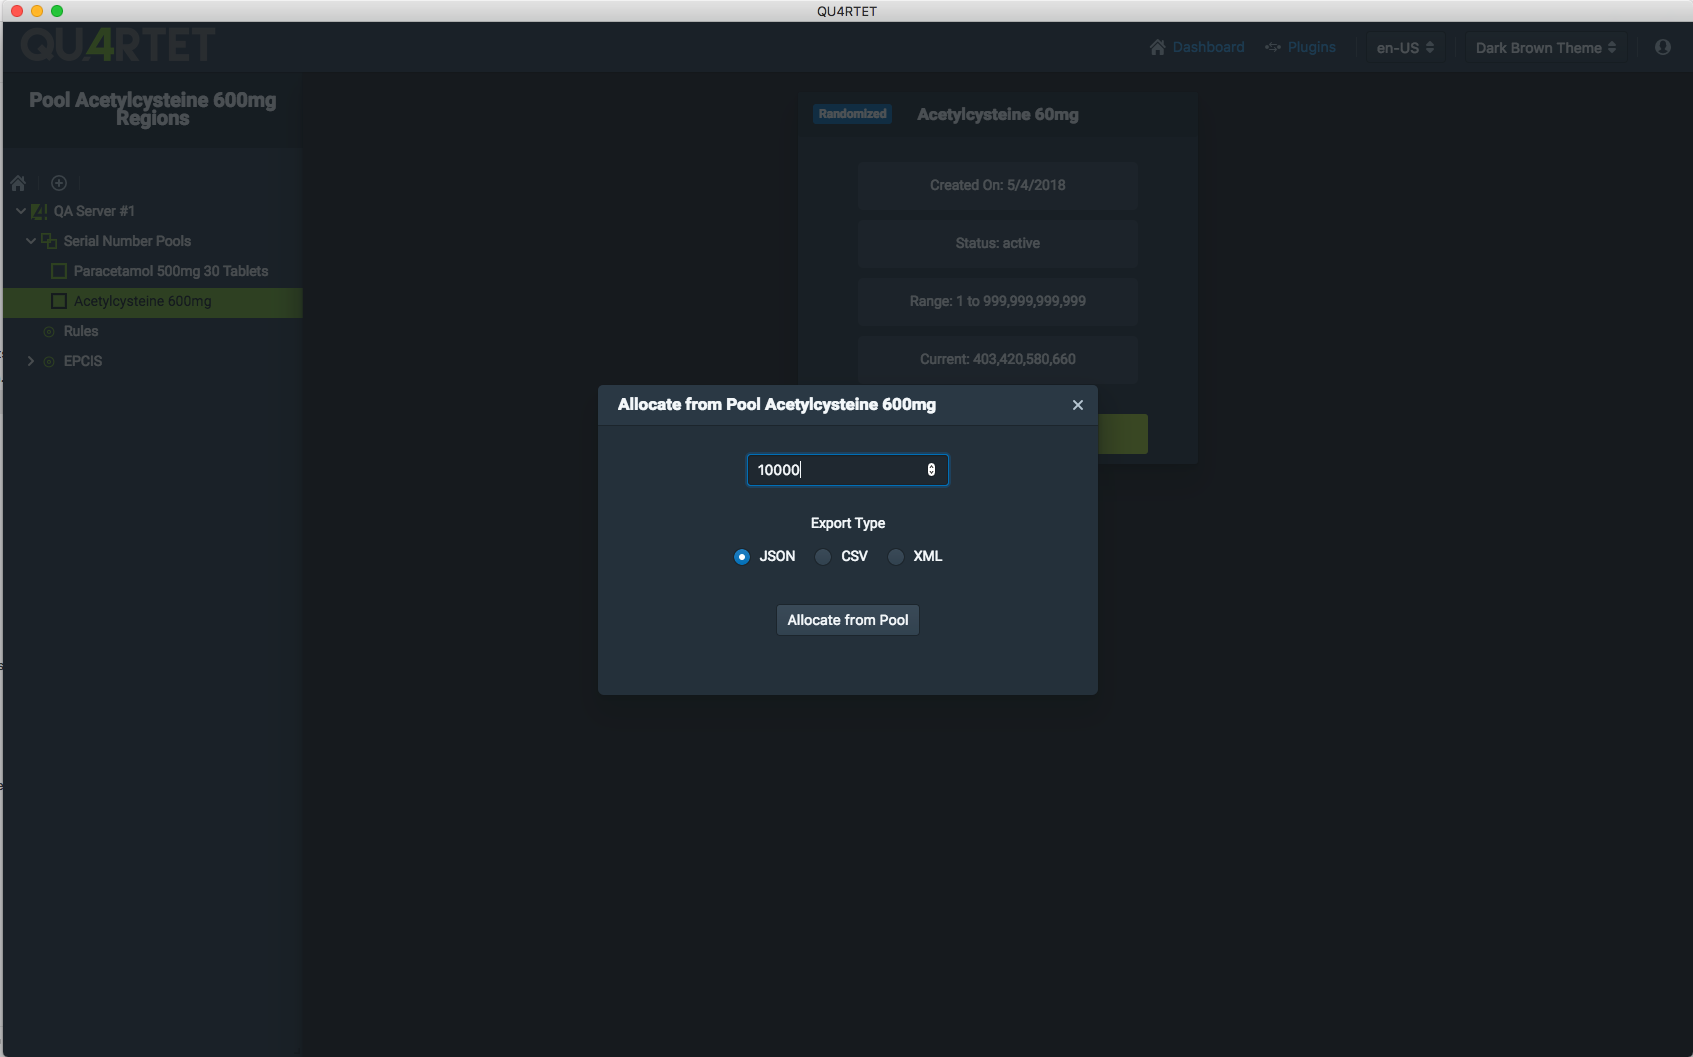 QU4RTET
QU4RTET
Dashboard
Plugins
en-US
Dark Brown Theme
Pool Acetylcysteine 600mg
Regions
QA Server #1
Serial Number Pools
Paracetamol 500mg 30 Tablets
Acetylcysteine 600mg
Rules
EPCIS
Randomized
Acetylcysteine 60mg
Created On: 5/4/2018
Status: active
Range: 1 to 999,999,999,999
Current: 403,420,580,660
Allocate from Pool Acetylcysteine 600mg
10000
Export Type
JSON
CSV
XML
Allocate from Pool